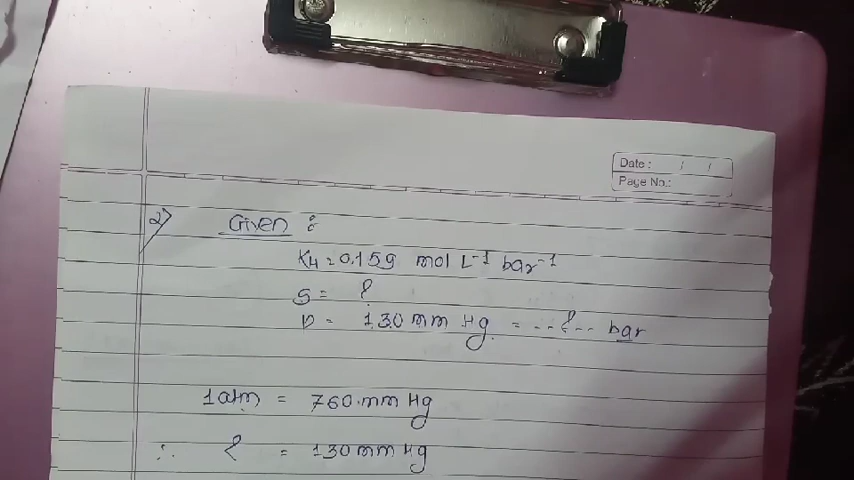 Date : / /
Page No.:
2) Given :
KH = 0.159 mol L⁻¹ bar⁻¹
S = ?
P = 130 mm Hg = --?-- bar
1 atm = 760 mm Hg
∴ ? = 130 mm Hg